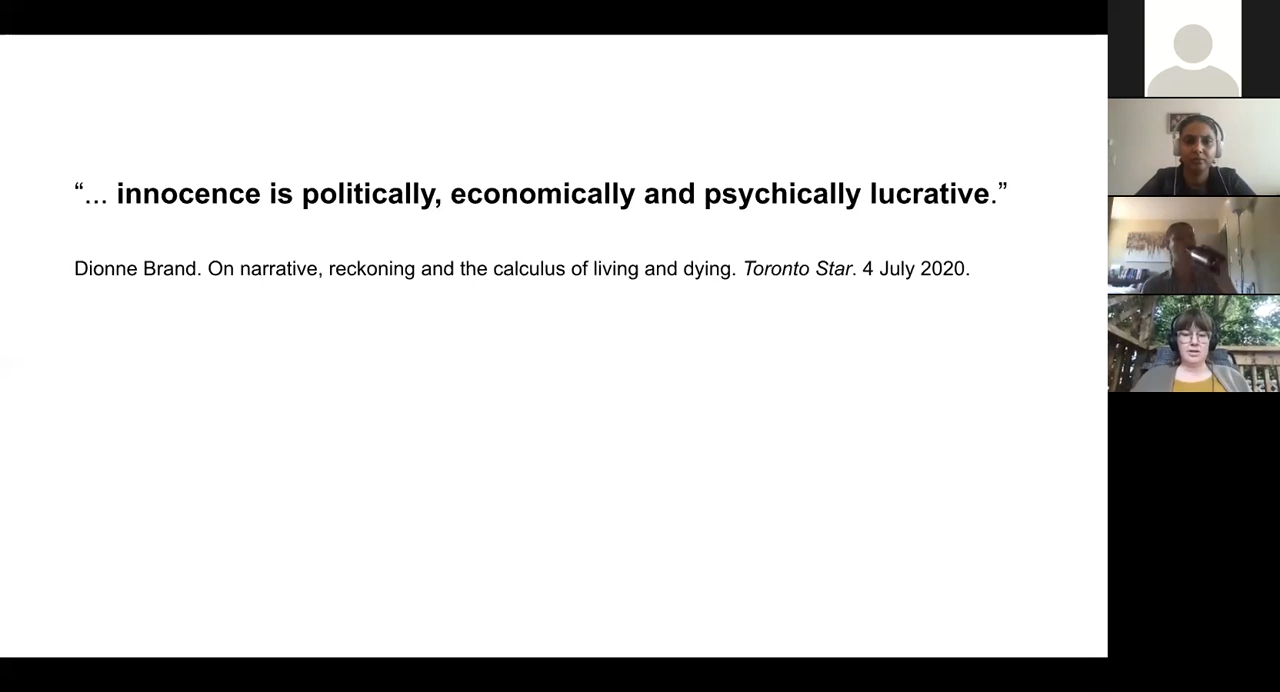 “... innocence is politically, economically and psychically lucrative.”
Dionne Brand. On narrative, reckoning and the calculus of living and dying. Toronto Star. 4 July 2020.